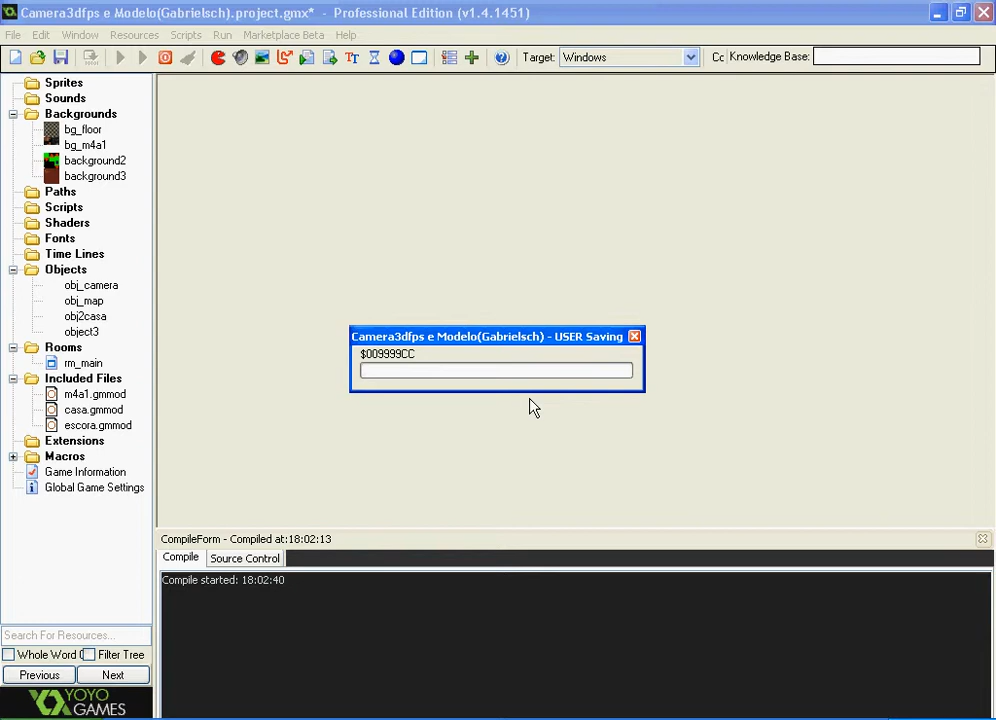 Camera3dfps e Modelo(Gabrielsch).project.gmx* - Professional Edition (v1.4.1451)
File Edit Window Resources Scripts Run Marketplace Beta Help
Target: Windows Cc Knowledge Base:
Sprites
Sounds
Backgrounds
bg_floor
bg_m4a1
background2
background3
Paths
Scripts
Shaders
Fonts
Time Lines
Objects
obj_camera
obj_map
obj2casa
object3
Rooms
rm_main
Included Files
m4a1.gmmod
casa.gmmod
escora.gmmod
Extensions
Macros
Game Information
Global Game Settings
Camera3dfps e Modelo(Gabrielsch) - USER Saving
$009999CC
CompileForm - Compiled at:18:02:13
Compile Source Control
Compile started: 18:02:40
Search For Resources...
Whole Word Filter Tree
Previous Next
YOYO
GAMES